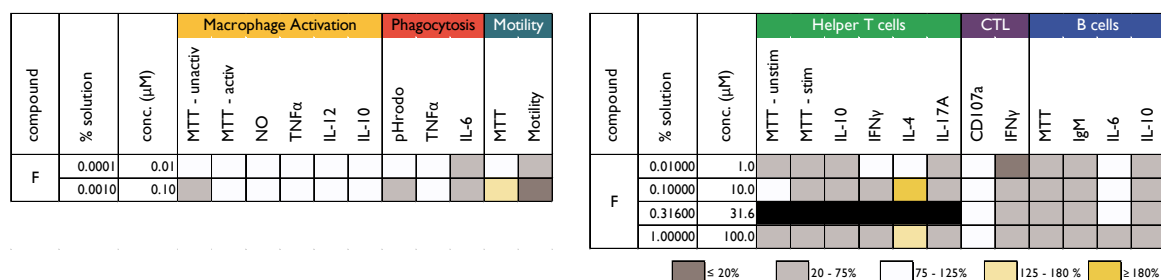 Macrophage Activation Phagocytosis Motility
compound % solution conc. (µM) MTT - unactiv MTT - activ NO TNFα IL-12 IL-10 pHrodo TNFα IL-6 MTT Motility
F
0.0001 0.01
0.0010 0.10
Helper T cells CTL B cells
compound % solution conc. (µM) MTT - unstim MTT - stim IL-10 IFNγ IL-4 IL-17A CD107a IFNγ MTT IgM IL-6 IL-10
F
0.01000 1.0
0.10000 10.0
0.31600 31.6
1.00000 100.0
≤ 20% 20 - 75% 75 - 125% 125 - 180 % ≥ 180%